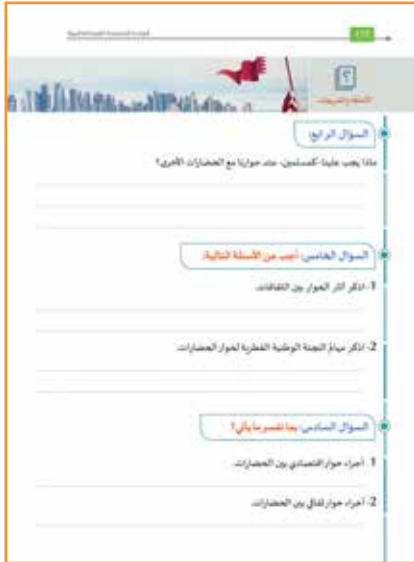 الأسئلة والتدريبات
السؤال الرابع:
ماذا يجب علينا -كمسلمين- عند حوارنا مع الحضارات الأخرى؟
السؤال الخامس: أجب عن الأسئلة التالية:
1- اذكر آثار الحوار بين الثقافات.
2- اذكر مهام اللجنة الوطنية القطرية لحوار الحضارات.
السؤال السادس: بما تفسر ما يأتي؟
1- أجراء حوار اقتصادي بين الحضارات.
2- أجراء حوار ثقافي بين الحضارات.